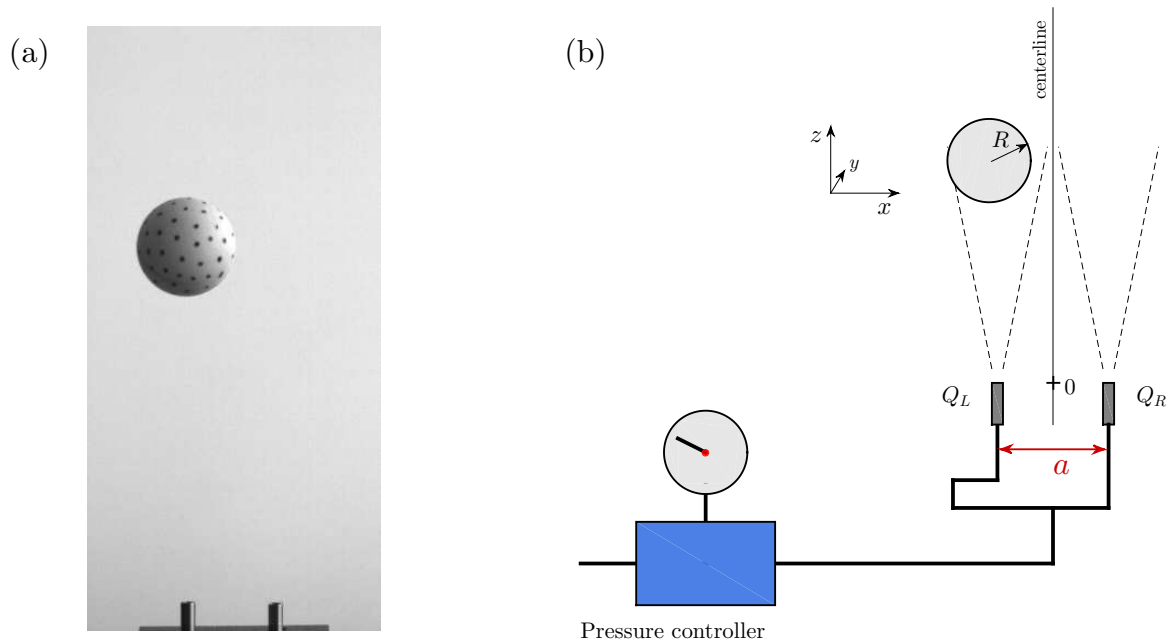 (a)
(b)
centerline
R
z
y
x
Q_L
0
Q_R
a
Pressure controller